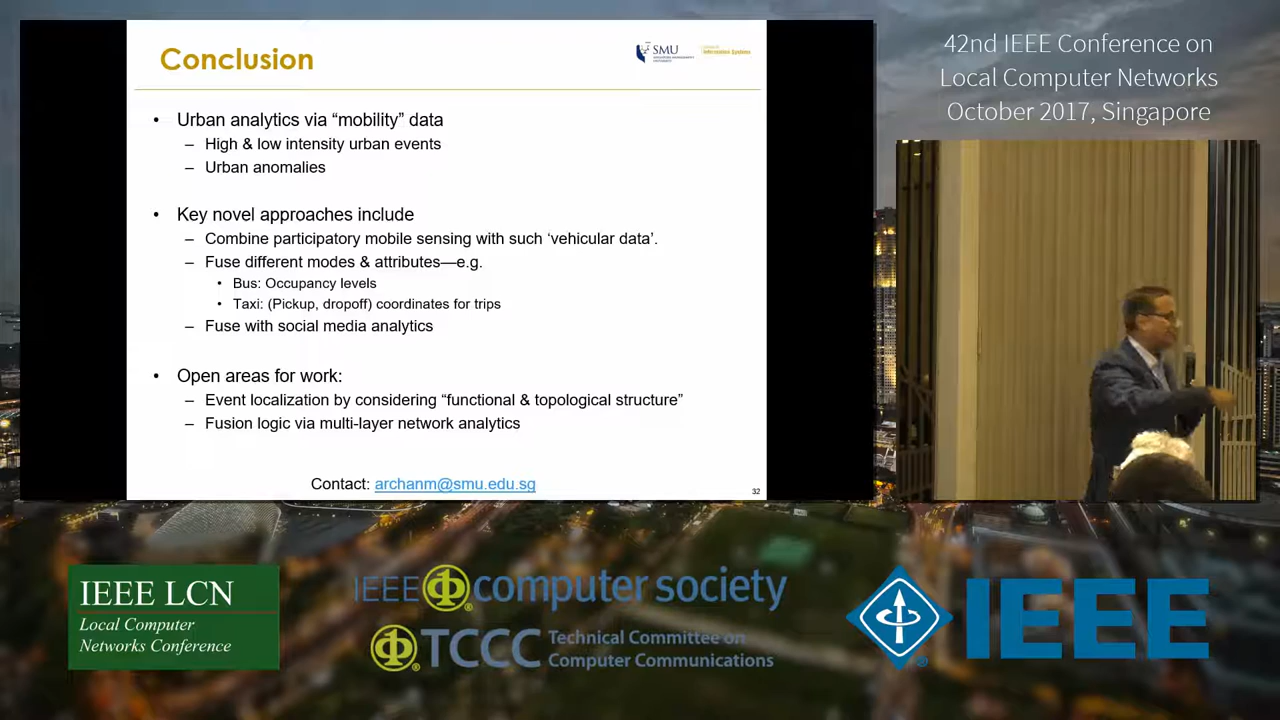 Conclusion
SMU
• Urban analytics via “mobility” data
– High & low intensity urban events
– Urban anomalies
• Key novel approaches include
– Combine participatory mobile sensing with such ‘vehicular data’.
– Fuse different modes & attributes—e.g.
• Bus: Occupancy levels
• Taxi: (Pickup, dropoff) coordinates for trips
– Fuse with social media analytics
• Open areas for work:
– Event localization by considering “functional & topological structure”
– Fusion logic via multi-layer network analytics
Contact: archanm@smu.edu.sg
32
42nd IEEE Conference on
Local Computer Networks
October 2017, Singapore
IEEE LCN
Local Computer
Networks Conference
IEEE computer society
TCCC Technical Committee on
Computer Communications
IEEE